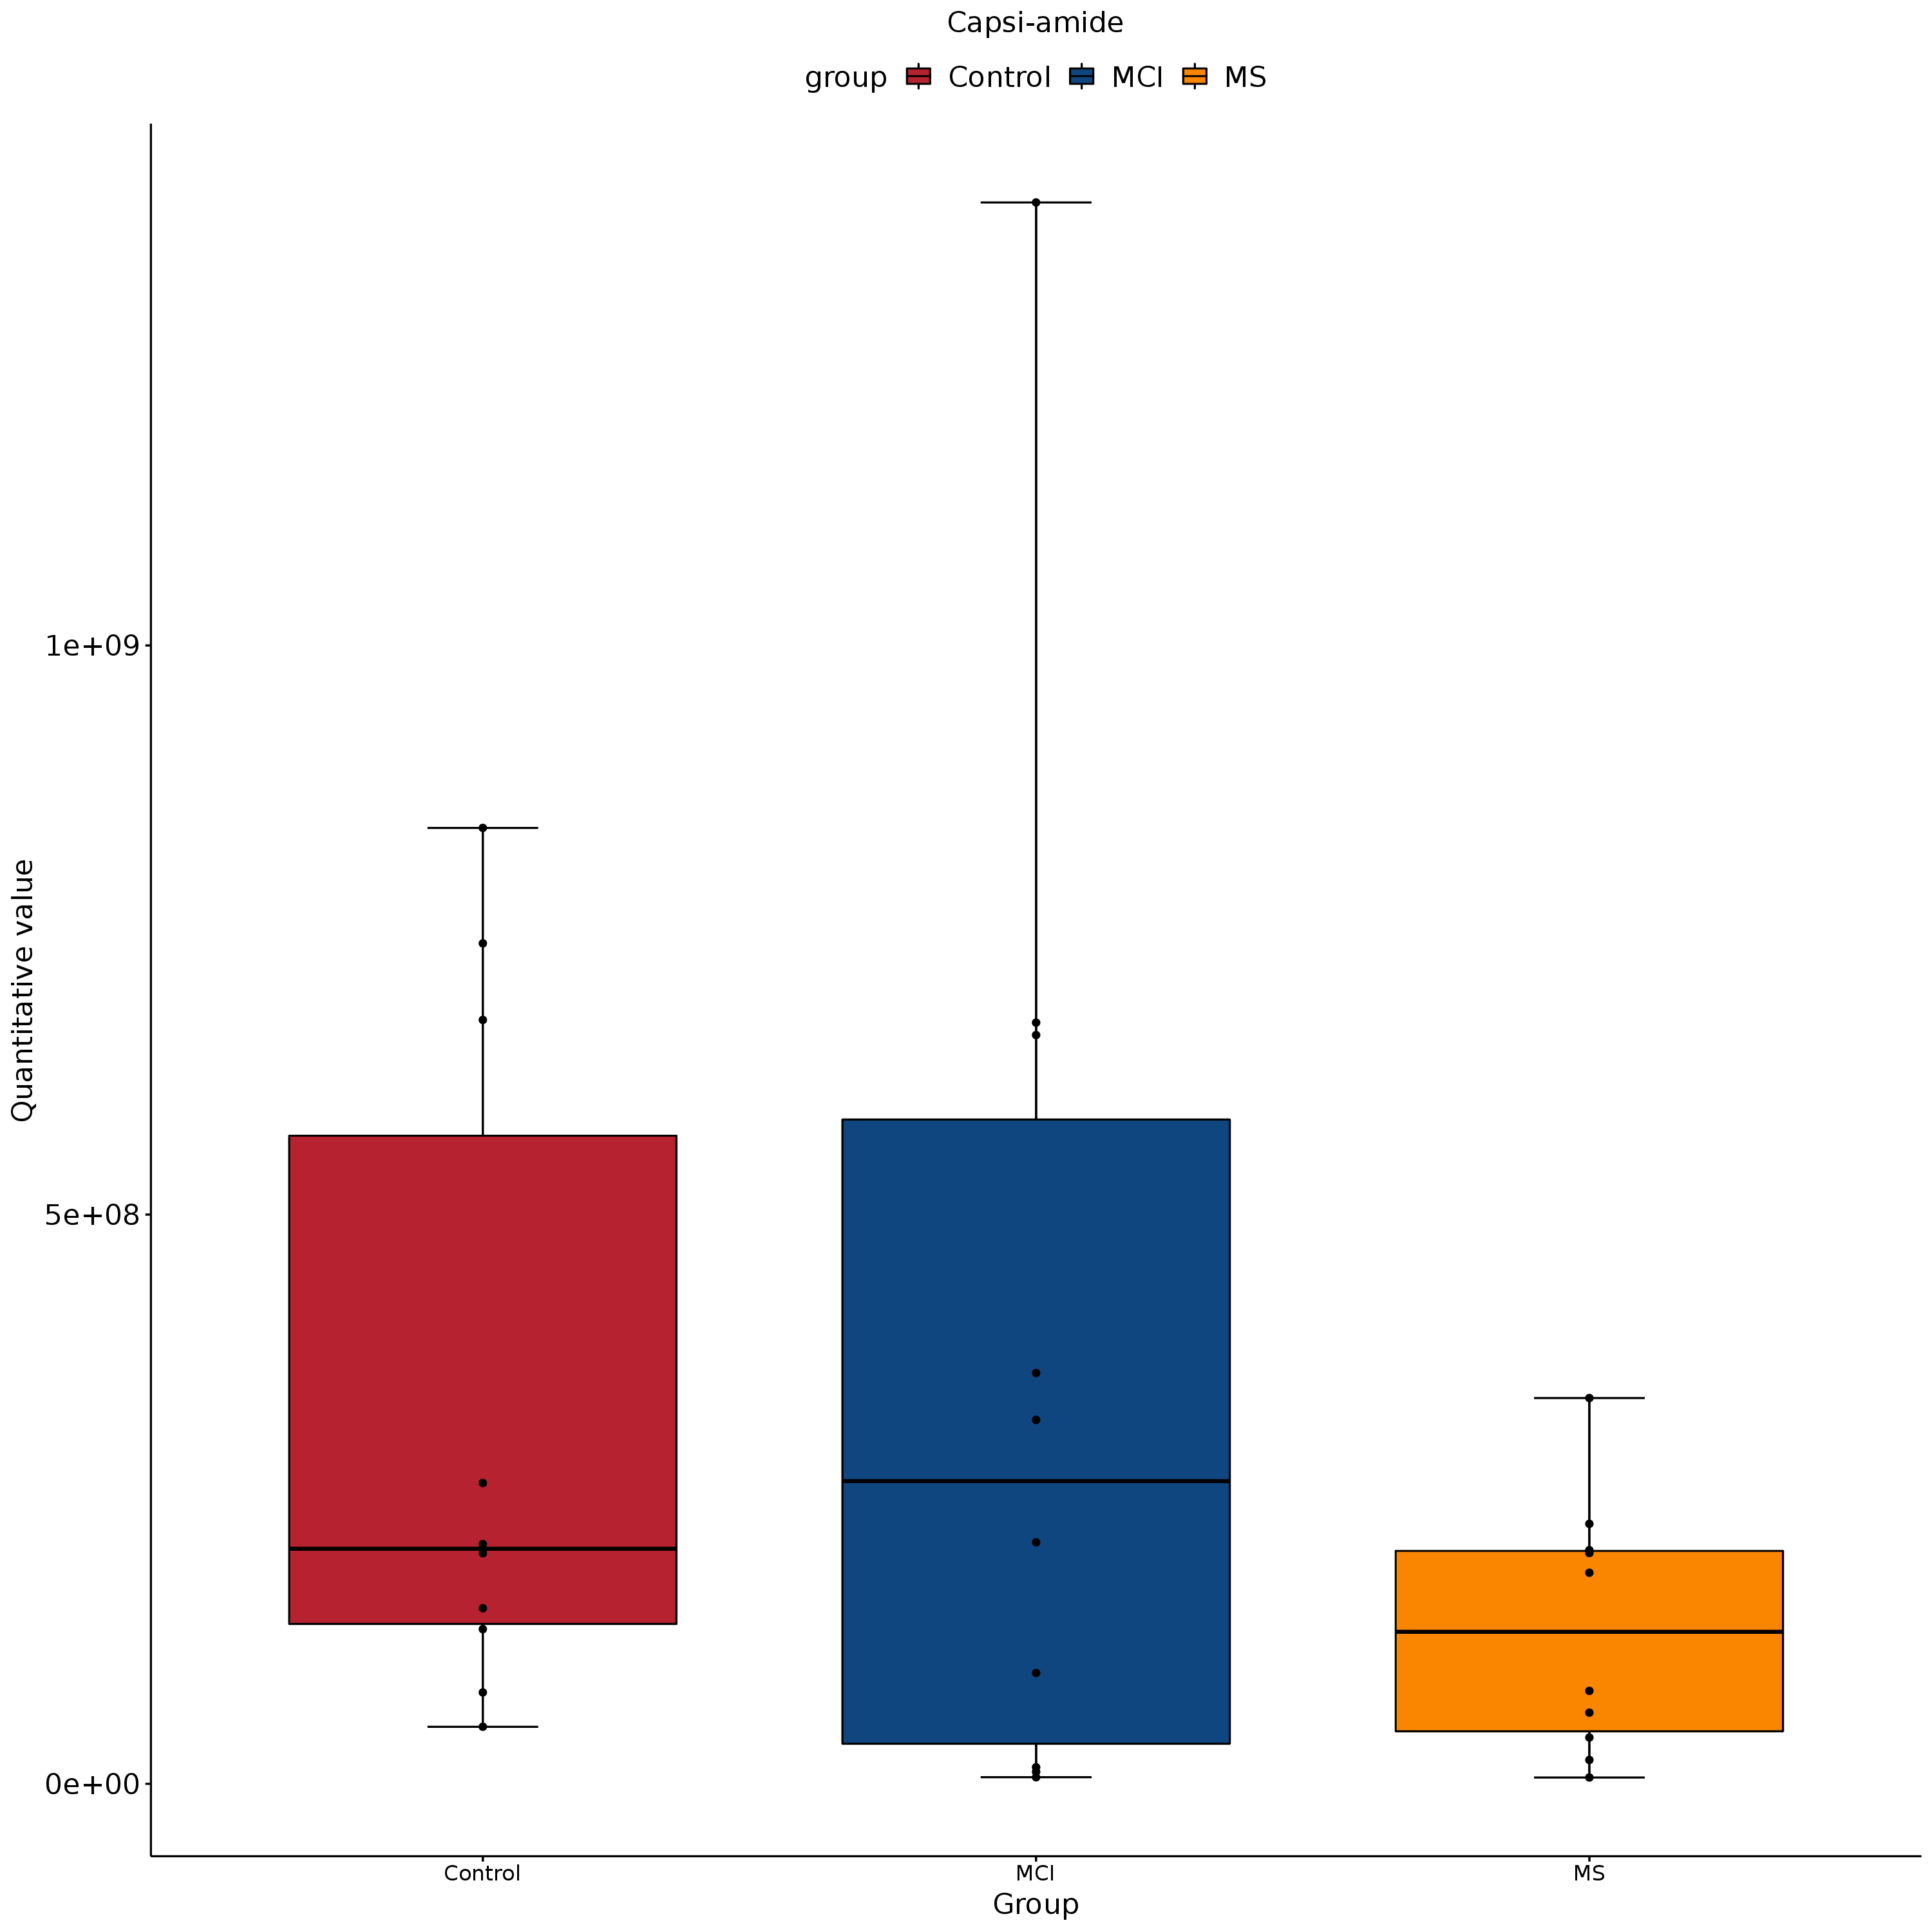 Capsi-amide
group Control MCI MS
Quantitative value
1e+09
5e+08
0e+00
Control MCI MS
Group